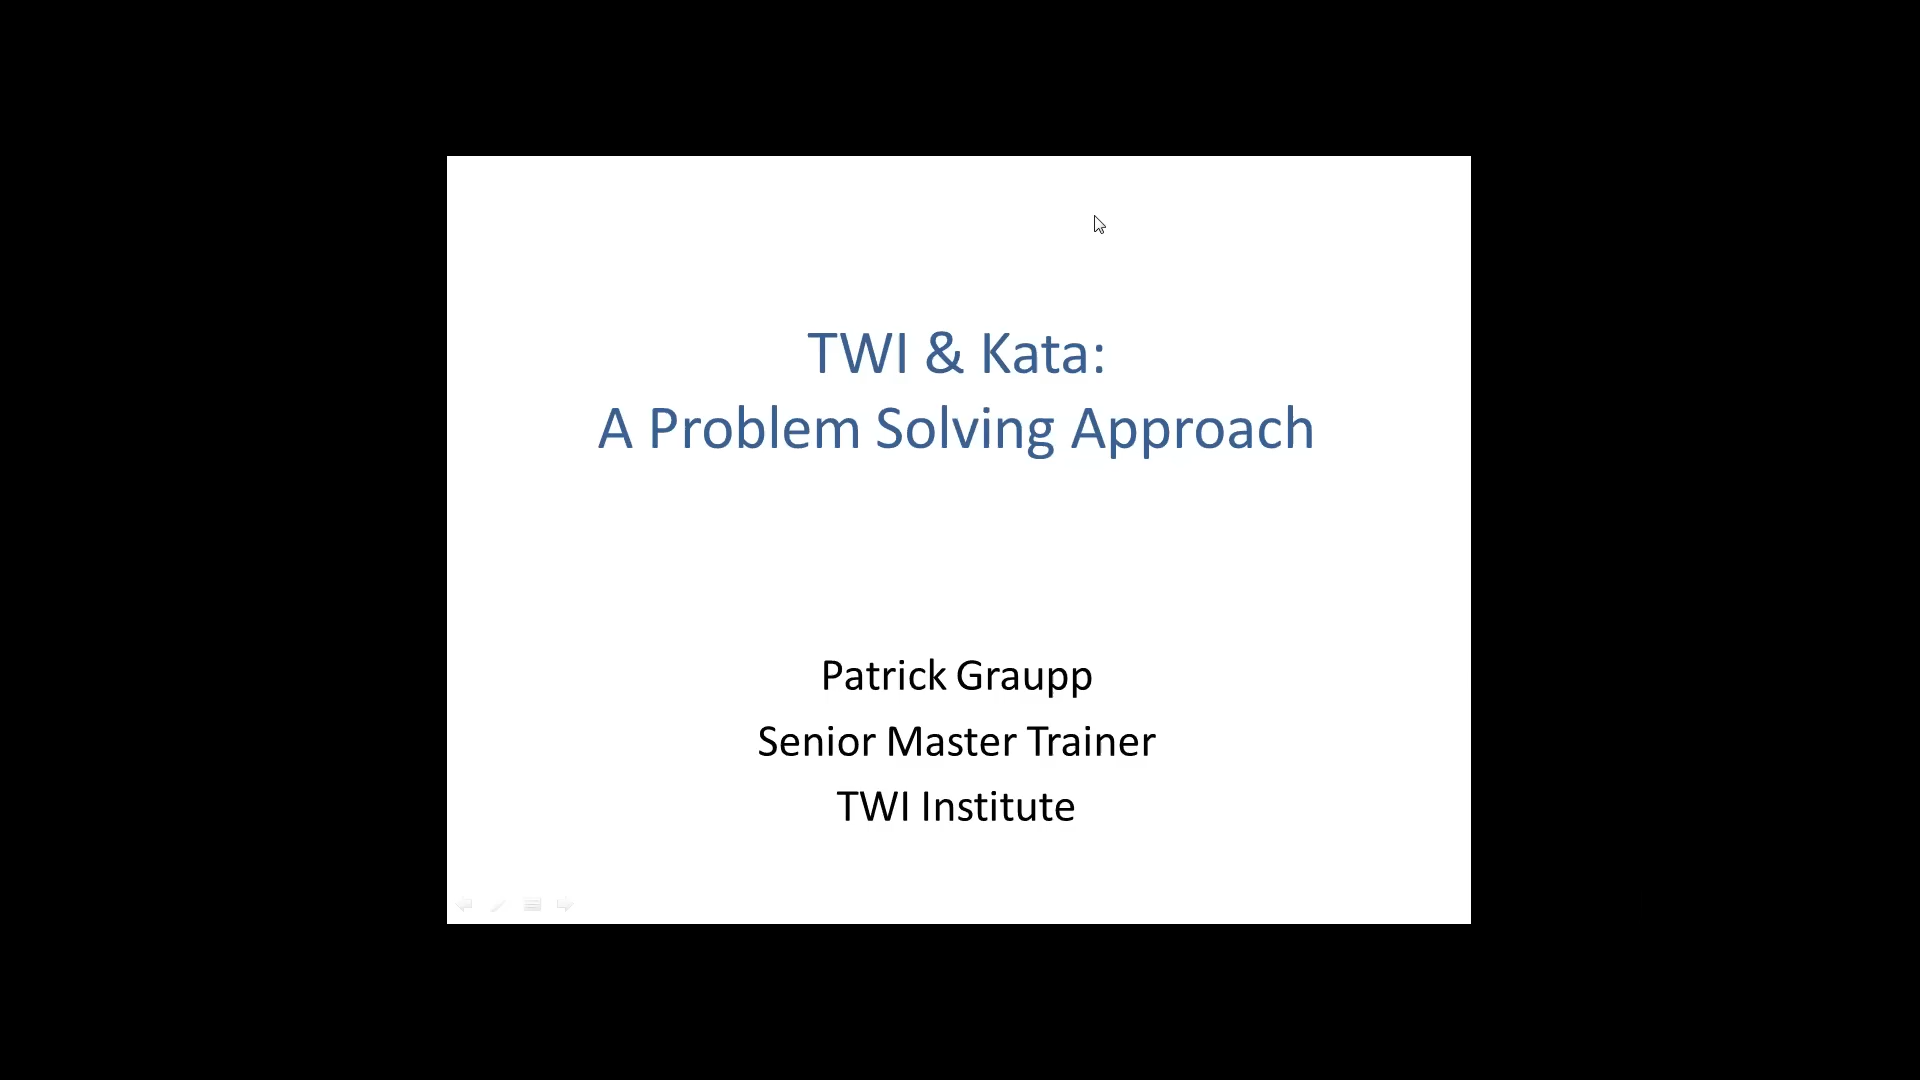 TWI & Kata:
A Problem Solving Approach
Patrick Graupp
Senior Master Trainer
TWI Institute